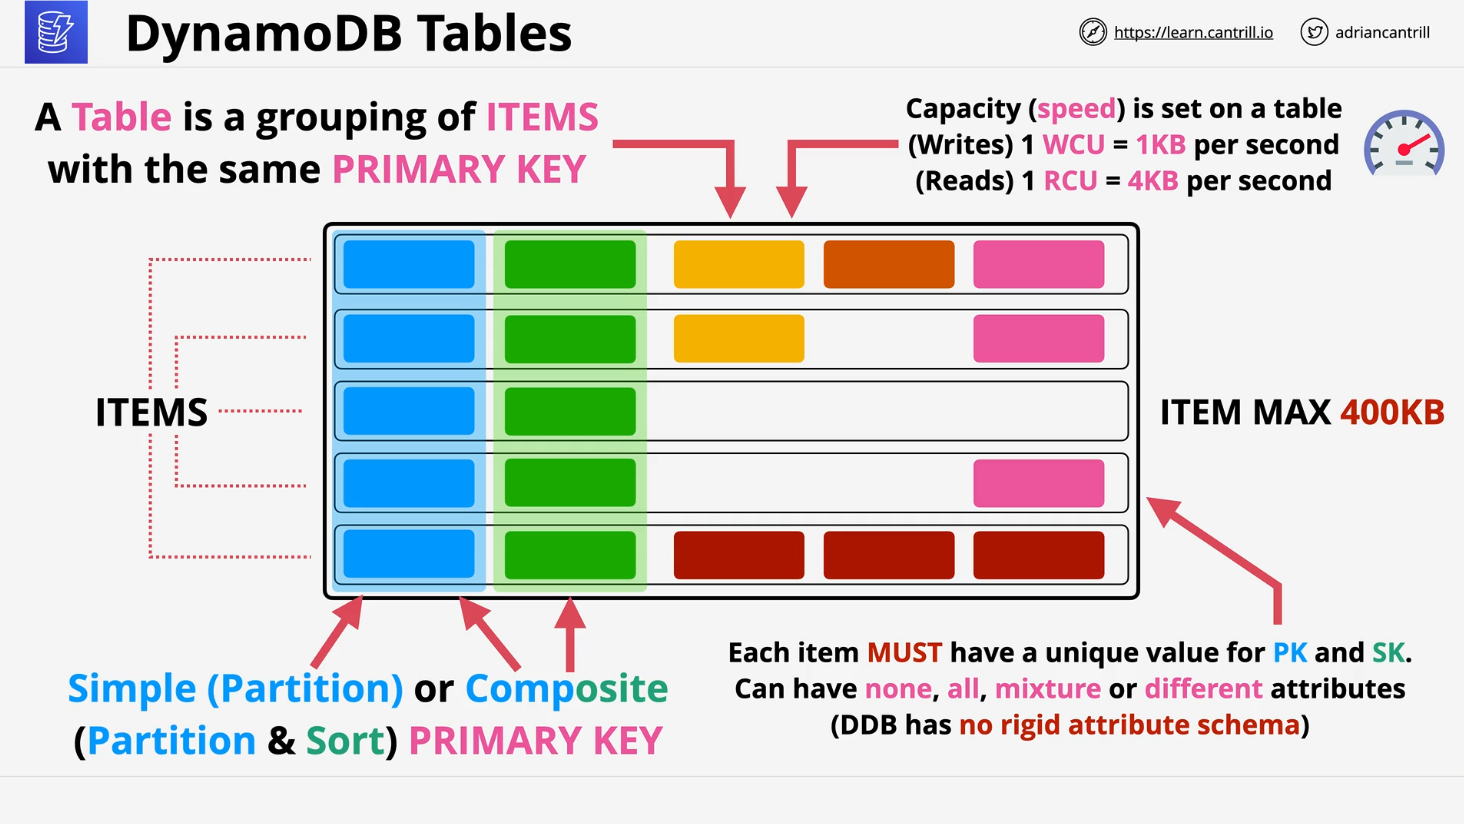 DynamoDB Tables
https://learn.cantrill.io
adriancantrill
A Table is a grouping of ITEMS
with the same PRIMARY KEY
Capacity (speed) is set on a table
(Writes) 1 WCU = 1KB per second
(Reads) 1 RCU = 4KB per second
ITEMS
ITEM MAX 400KB
Simple (Partition) or Composite
(Partition & Sort) PRIMARY KEY
Each item MUST have a unique value for PK and SK.
Can have none, all, mixture or different attributes
(DDB has no rigid attribute schema)